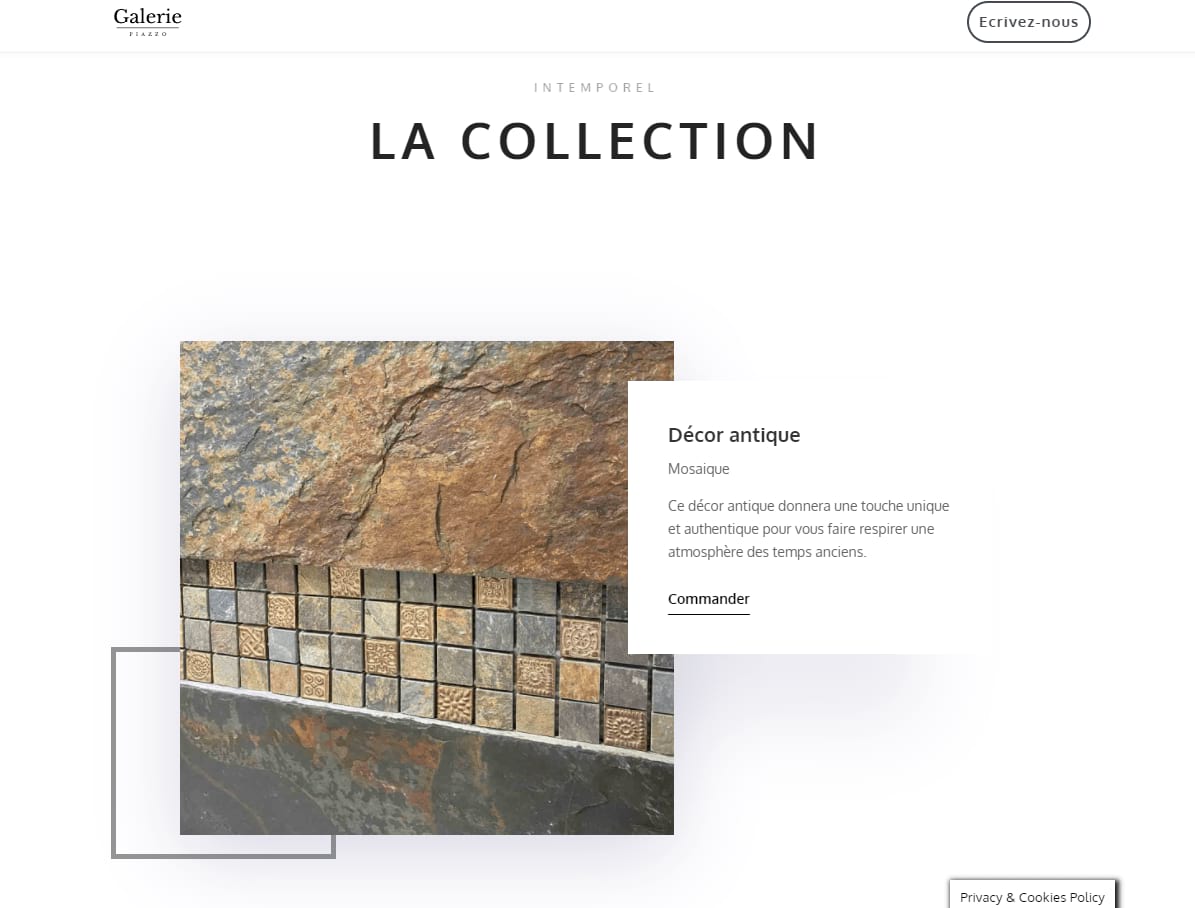 Galerie
PIAZZO
Ecrivez-nous
INTEMPOREL
LA COLLECTION
Décor antique
Mosaique
Ce décor antique donnera une touche unique
et authentique pour vous faire respirer une
atmosphère des temps anciens.
Commander
Privacy & Cookies Policy